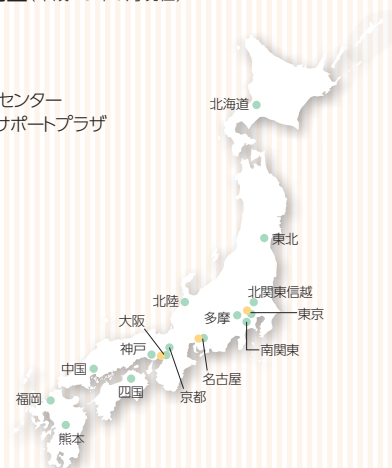 センター
サポートプラザ
北海道
東北
北陸
北関東信越
多摩
東京
大阪
神戸
南関東
中国
名古屋
福岡
四国
京都
熊本